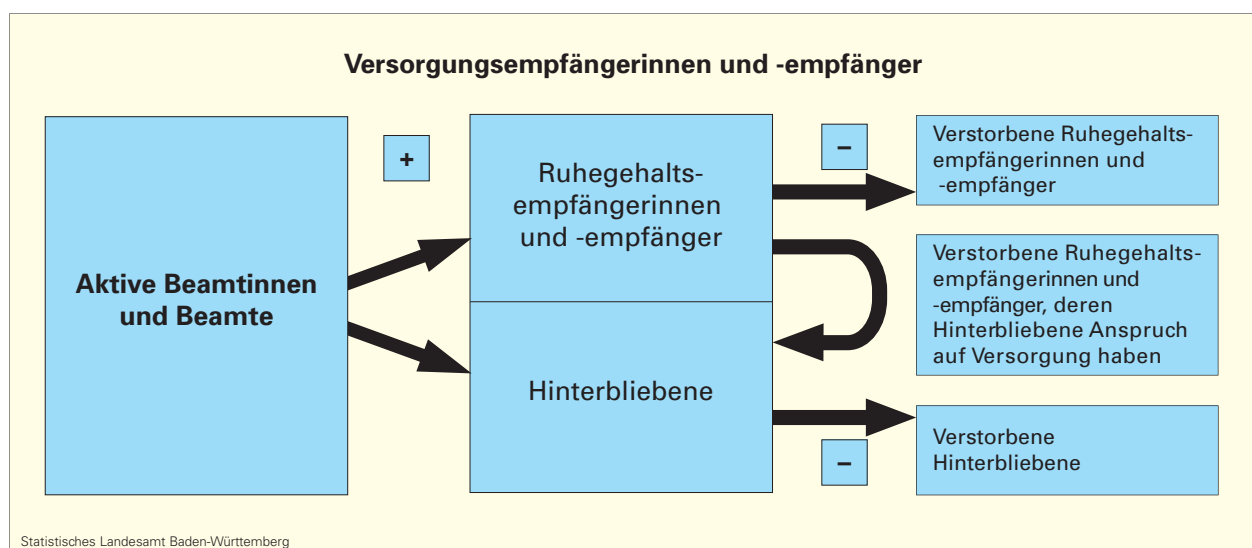 Versorgungsempfängerinnen und -empfänger
Aktive Beamtinnen
und Beamte
+
Ruhegehalts-
empfängerinnen
und -empfänger
Hinterbliebene
–
Verstorbene Ruhegehalts-
empfängerinnen und
-empfänger
Verstorbene Ruhegehalts-
empfängerinnen und
-empfänger, deren
Hinterbliebene Anspruch
auf Versorgung haben
–
Verstorbene
Hinterbliebene
Statistisches Landesamt Baden-Württemberg